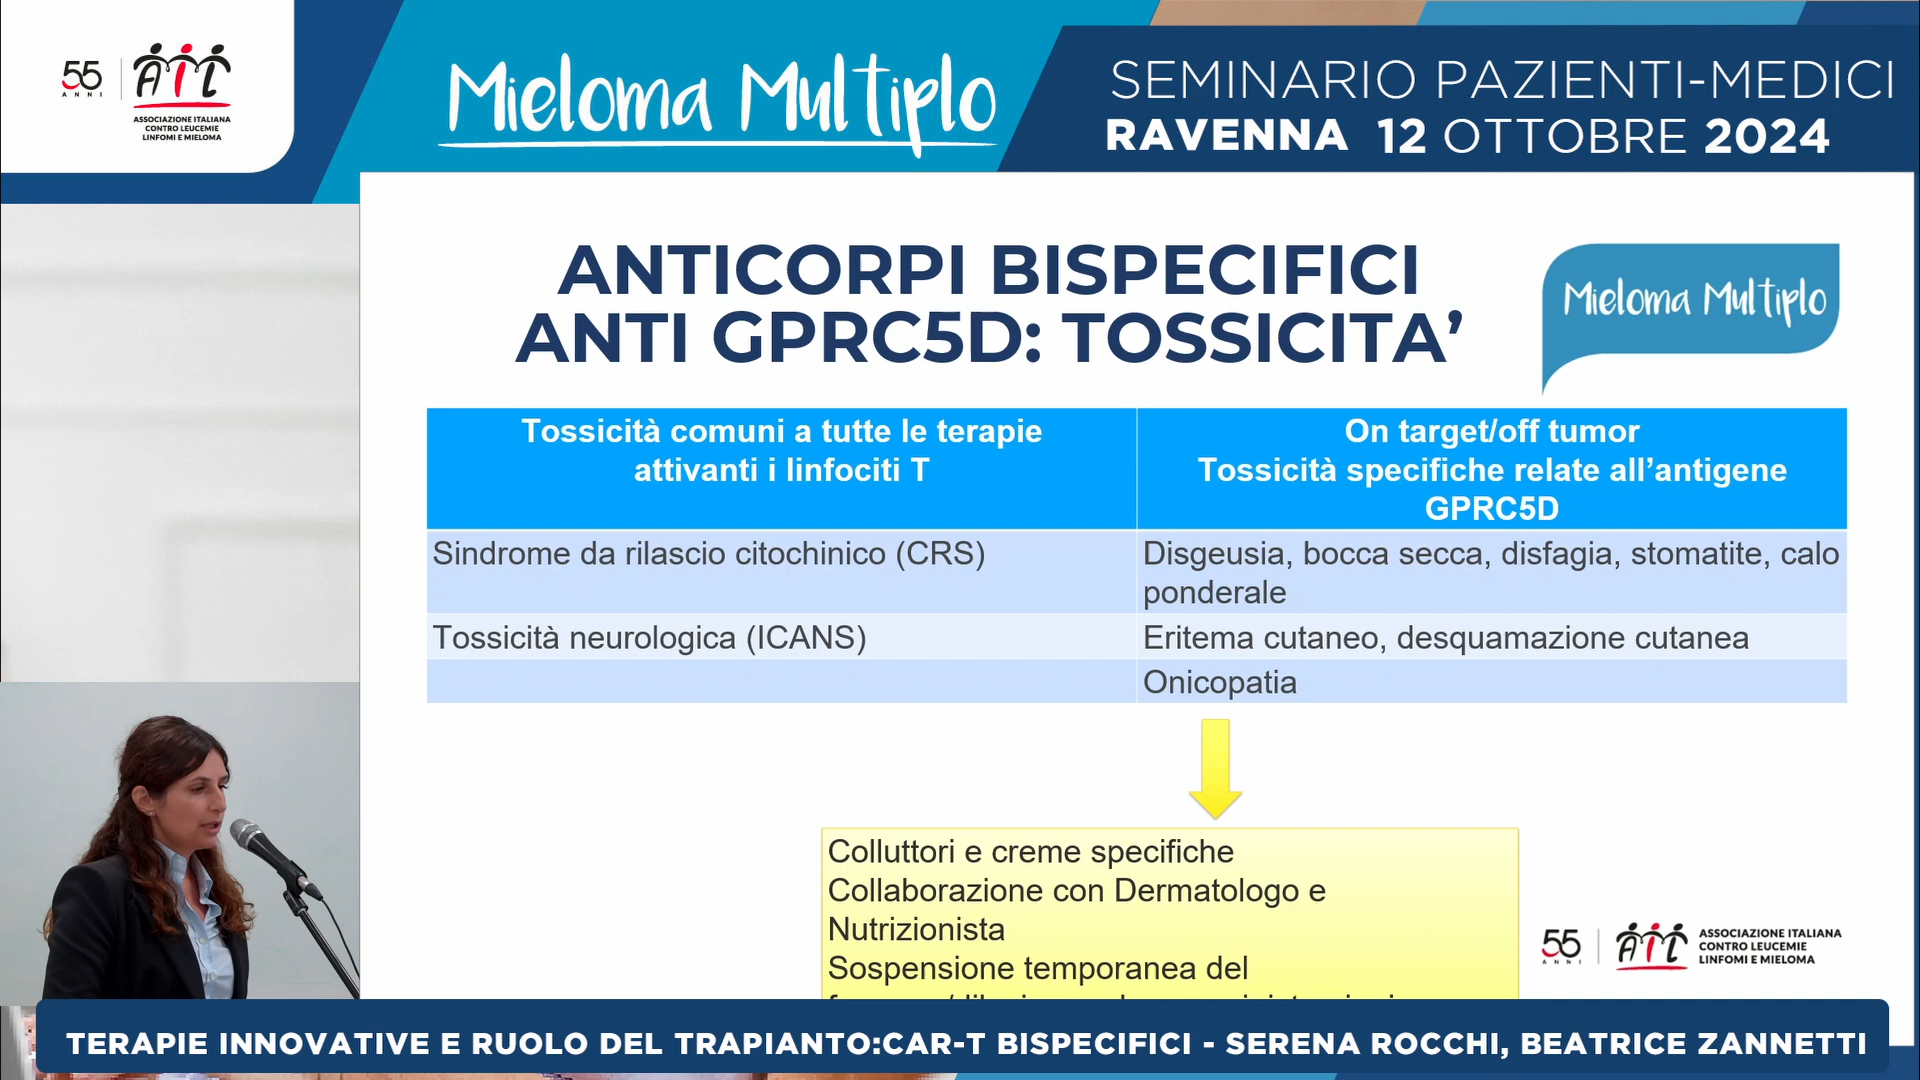 55
ANNI
AIL
ASSOCIAZIONE ITALIANA
CONTRO LEUCEMIE
LINFOMI E MIELOMA
Mieloma Multiplo
SEMINARIO PAZIENTI-MEDICI
RAVENNA 12 OTTOBRE 2024
ANTICORPI BISPECIFICI
ANTI GPRC5D: TOSSICITA’
Mieloma Multiplo
Tossicità comuni a tutte le terapie
attivanti i linfociti T
On target/off tumor
Tossicità specifiche relate all’antigene
GPRC5D
Sindrome da rilascio citochinico (CRS)
Disgeusia, bocca secca, disfagia, stomatite, calo
ponderale
Tossicità neurologica (ICANS)
Eritema cutaneo, desquamazione cutanea
Onicopatia
Colluttori e creme specifiche
Collaborazione con Dermatologo e
Nutrizionista
Sospensione temporanea del
55
ANNI
AIL
ASSOCIAZIONE ITALIANA
CONTRO LEUCEMIE
LINFOMI E MIELOMA
TERAPIE INNOVATIVE E RUOLO DEL TRAPIANTO:CAR-T BISPECIFICI - SERENA ROCCHI, BEATRICE ZANNETTI